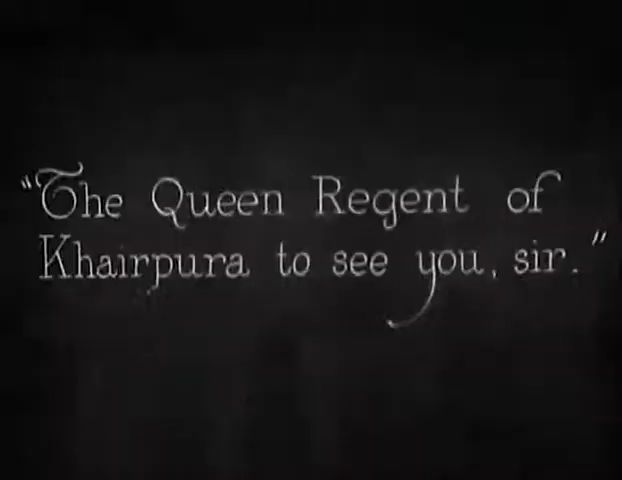 "The Queen Regent of
Khairpura to see you, sir."